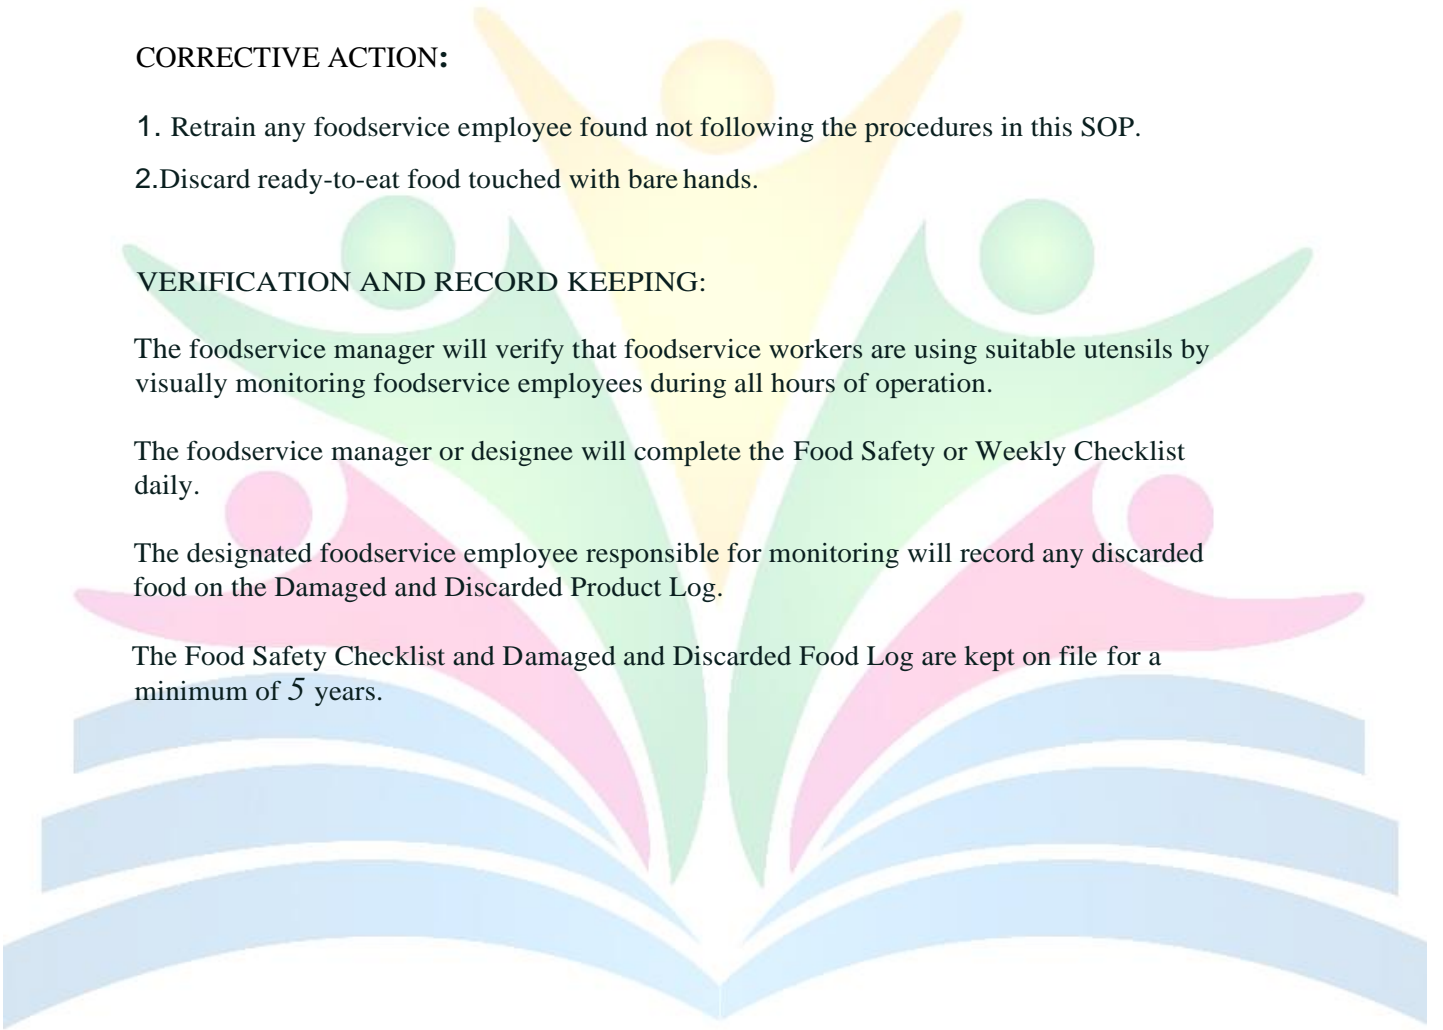 CORRECTIVE ACTION:
1. Retrain any foodservice employee found not following the procedures in this SOP.
2.Discard ready-to-eat food touched with bare hands.
VERIFICATION AND RECORD KEEPING:
The foodservice manager will verify that foodservice workers are using suitable utensils by
visually monitoring foodservice employees during all hours of operation.
The foodservice manager or designee will complete the Food Safety or Weekly Checklist
daily.
The designated foodservice employee responsible for monitoring will record any discarded
food on the Damaged and Discarded Product Log.
The Food Safety Checklist and Damaged and Discarded Food Log are kept on file for a
minimum of 5 years.